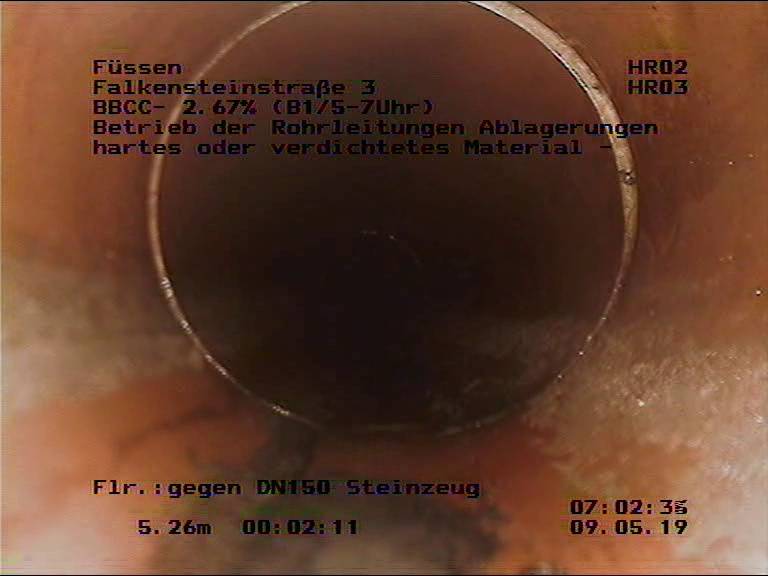 Füssen HR02
Falkensteinstraße 3 HR03
BBCC- 2.67% (B1/5-7Uhr)
Betrieb der Rohrleitungen Ablagerungen
hartes oder verdichtetes Material -
Flr.:gegen DN150 Steinzeug
07:02:3
5.26m 00:02:11 09.05.19